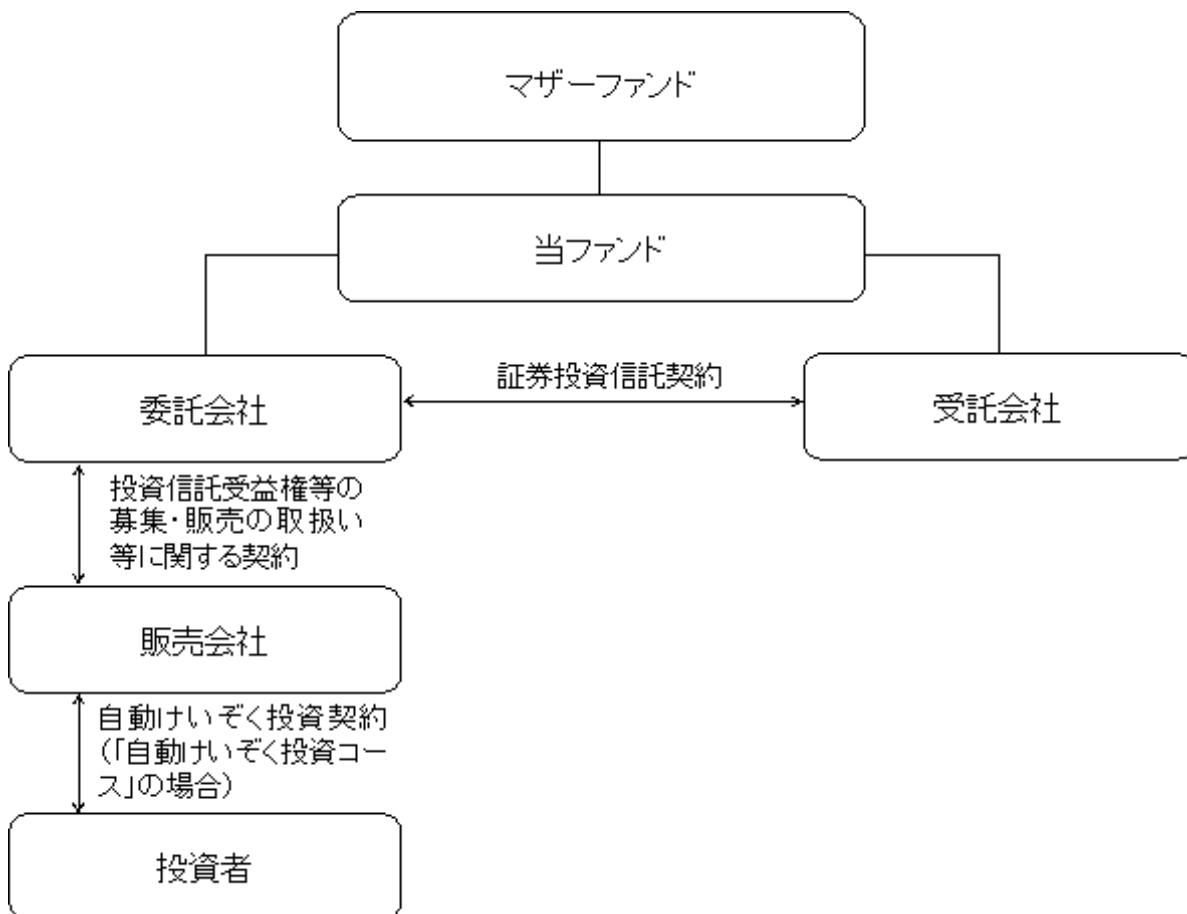 マザーファンド
当ファンド
証券投資信託契約
委託会社
受託会社
投資信託受益権等の
募集・販売の取扱い
等に関する契約
販売会社
自動けいぞく投資契約
(「自動けいぞく投資コー
ス」の場合)
投資者